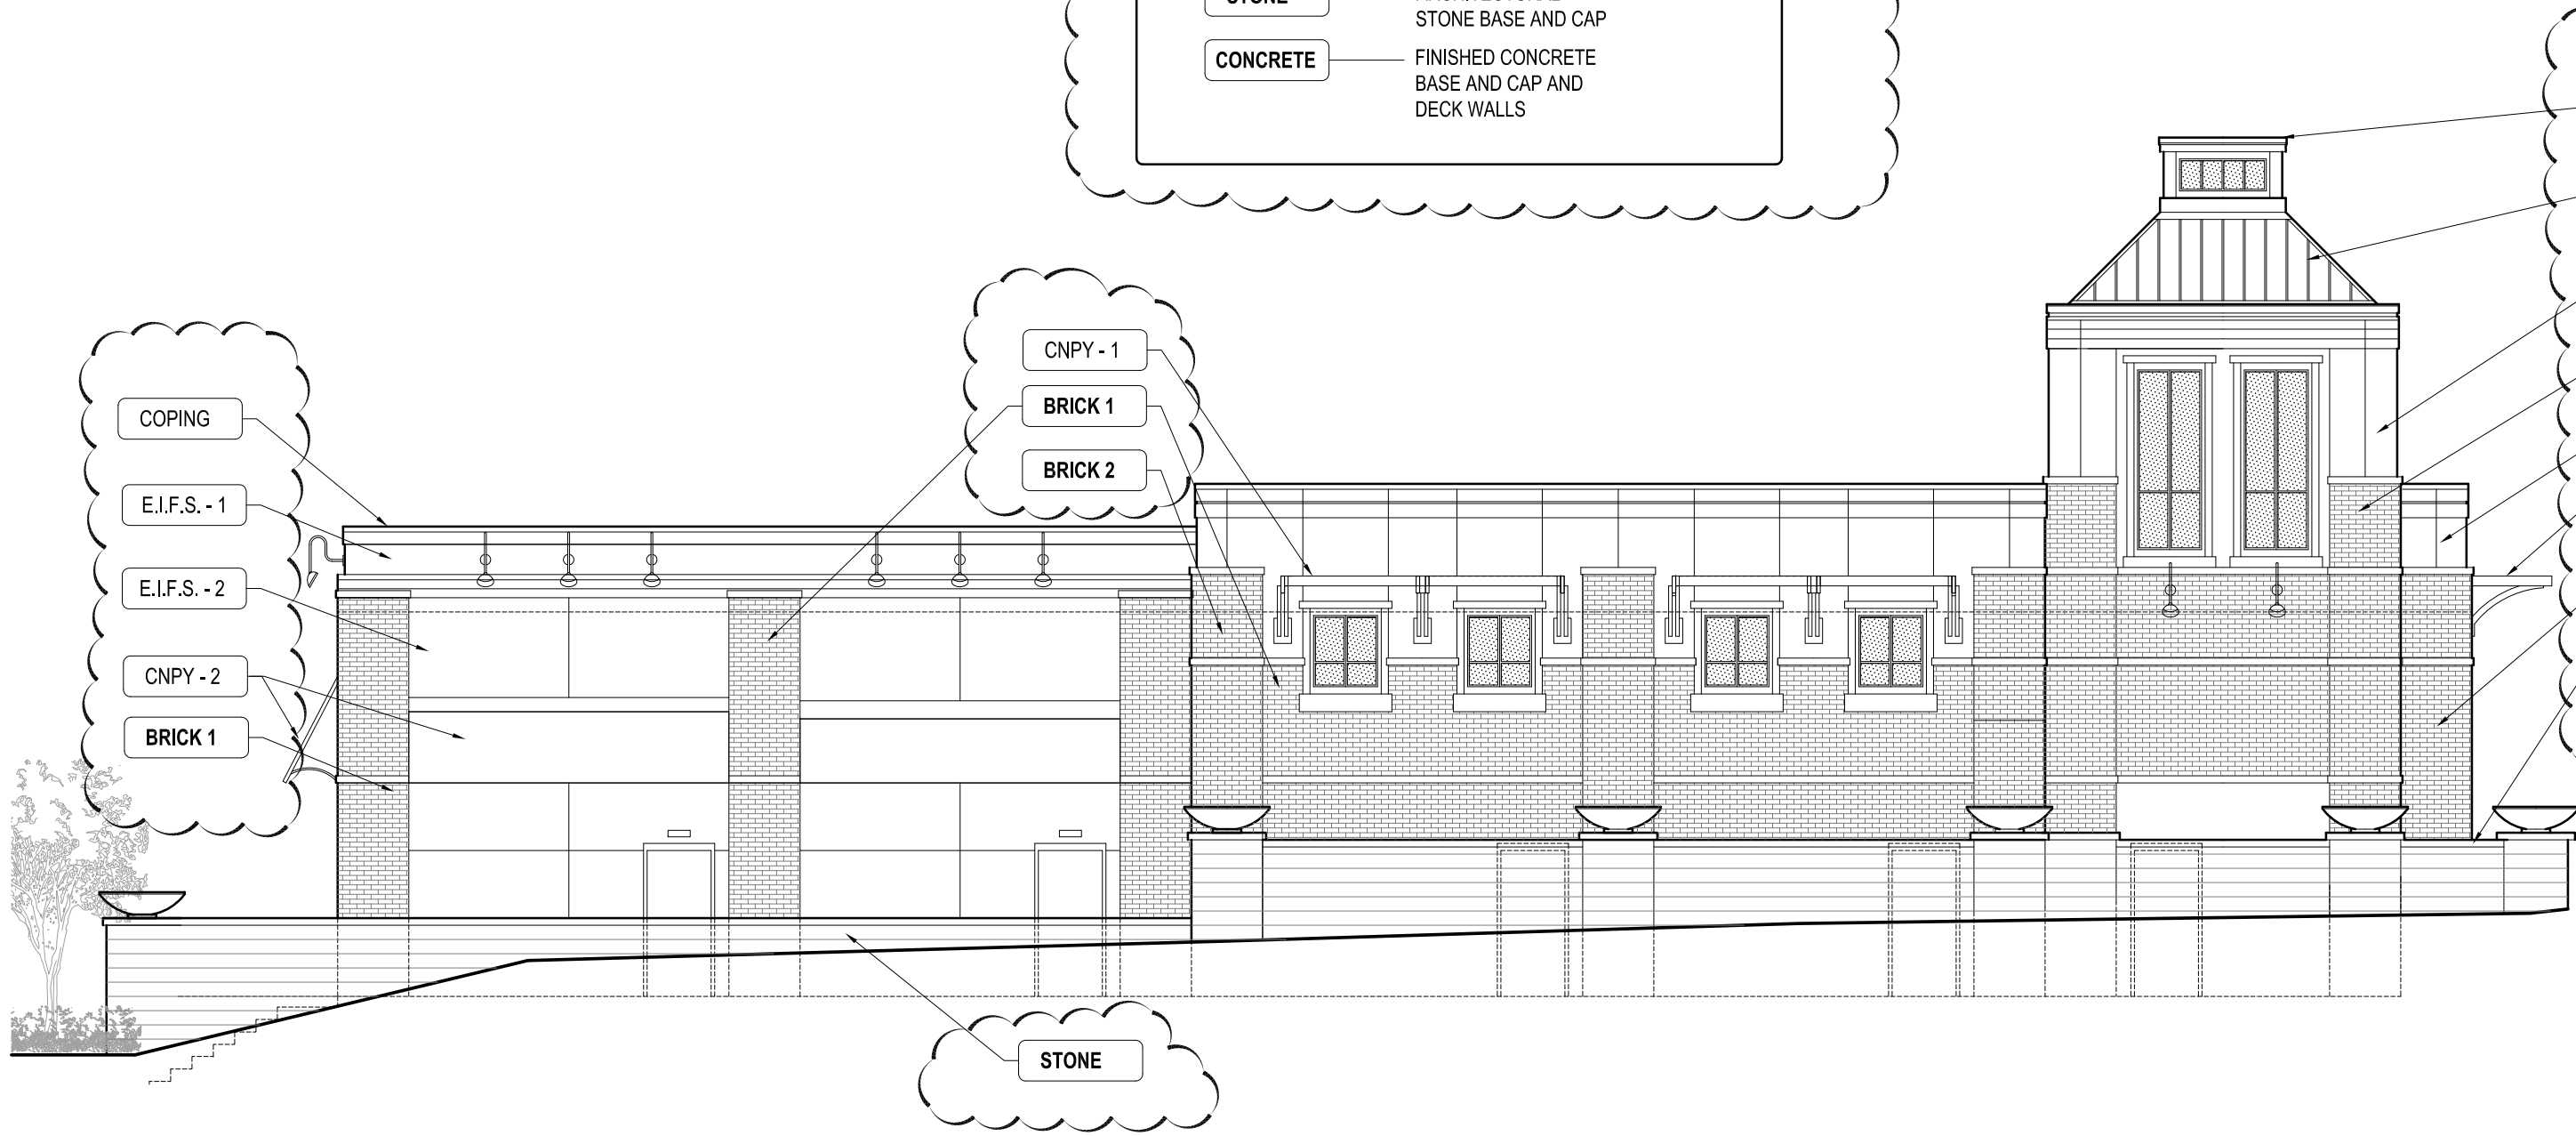 STONE
STONE BASE AND CAP
CONCRETE
FINISHED CONCRETE
BASE AND CAP AND
DECK WALLS
CNPY - 1
BRICK 1
BRICK 2
COPING
E.I.F.S. - 1
E.I.F.S. - 2
CNPY - 2
BRICK 1
STONE